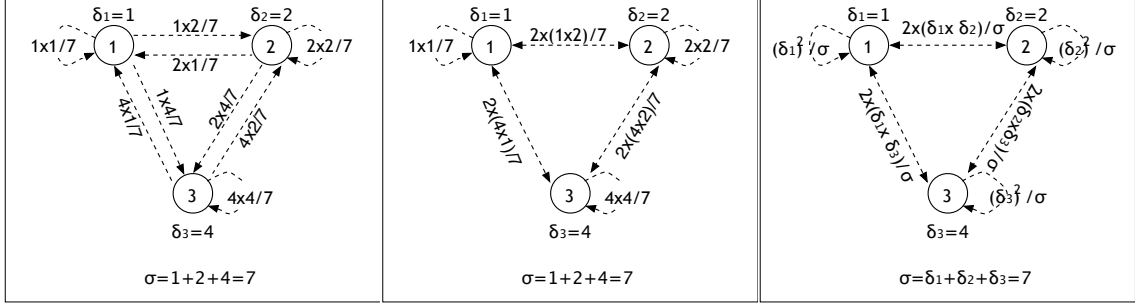 δ1=1
δ2=2
1x2/7
1x1/7
1
2
2x2/7
2x1/7
4x1/7
1x4/7
2x4/7
4x2/7
3
4x4/7
δ3=4
σ=1+2+4=7
1x1/7
1
2x(1x2)/7
2
2x2/7
2x(4x1)/7
2x(4x2)/7
3
4x4/7
δ3=4
σ=1+2+4=7
δ1=1
δ2=2
2x(δ1x δ2)/σ
(δ1)² /σ
1
2
(δ2)² /σ
2x(δ1x δ3)/σ
2x(δ2xδ3)/σ
3
(δ3)² /σ
δ3=4
σ=δ1+δ2+δ3=7